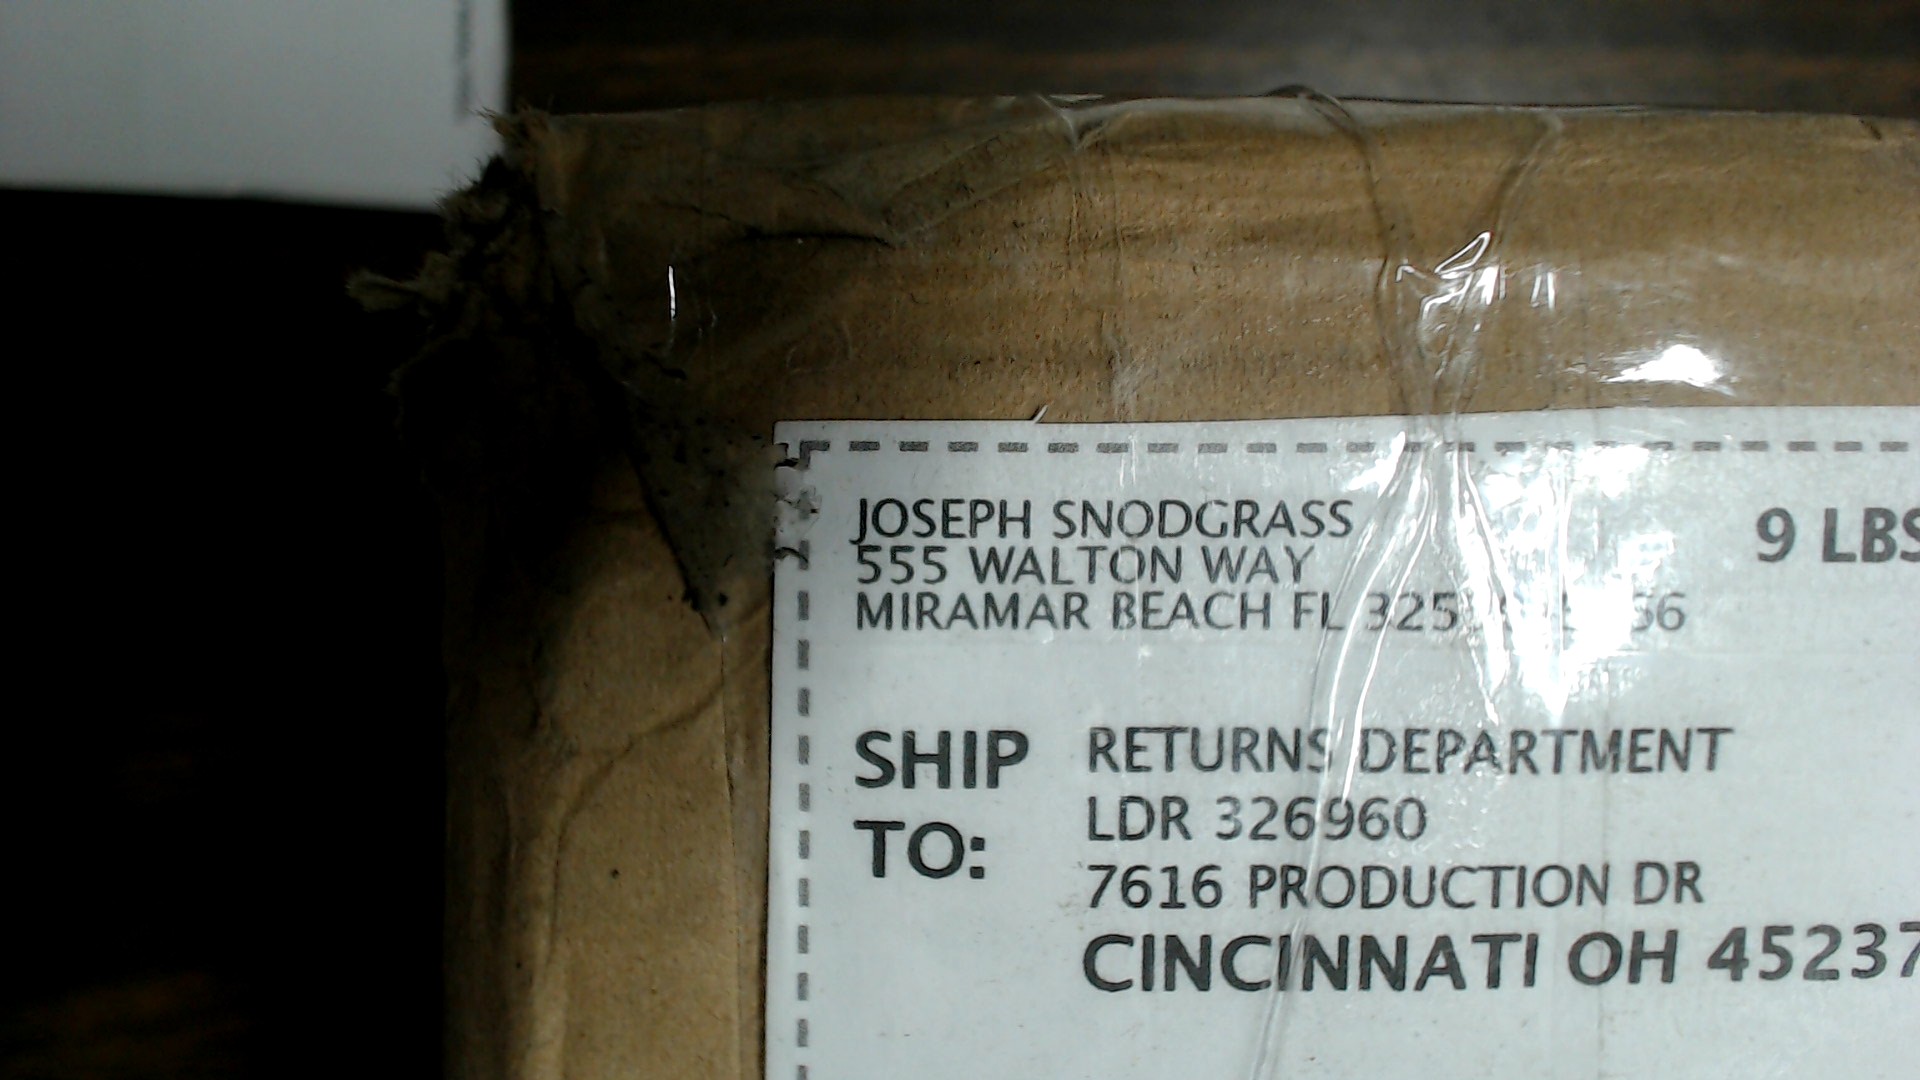 JOSEPH SNODGRASS
9 LBS
555 WALTON WAY
MIRAMAR BEACH FL
SHIP TO:
RETURNS DEPARTMENT
LDR 326960
7616 PRODUCTION DR
CINCINNATI OH 45237